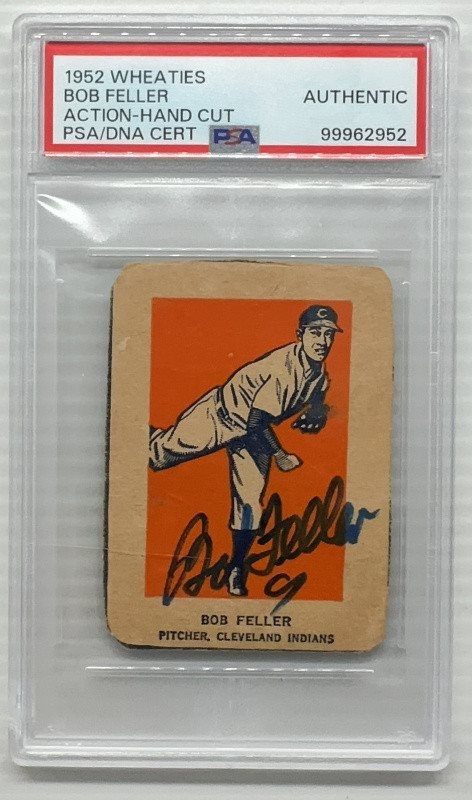 1952 WHEATIES
BOB FELLER AUTHENTIC
ACTION-HAND CUT
PSA/DNA CERT PSA 99962952
C
Bob Feller
BOB FELLER
PITCHER, CLEVELAND INDIANS